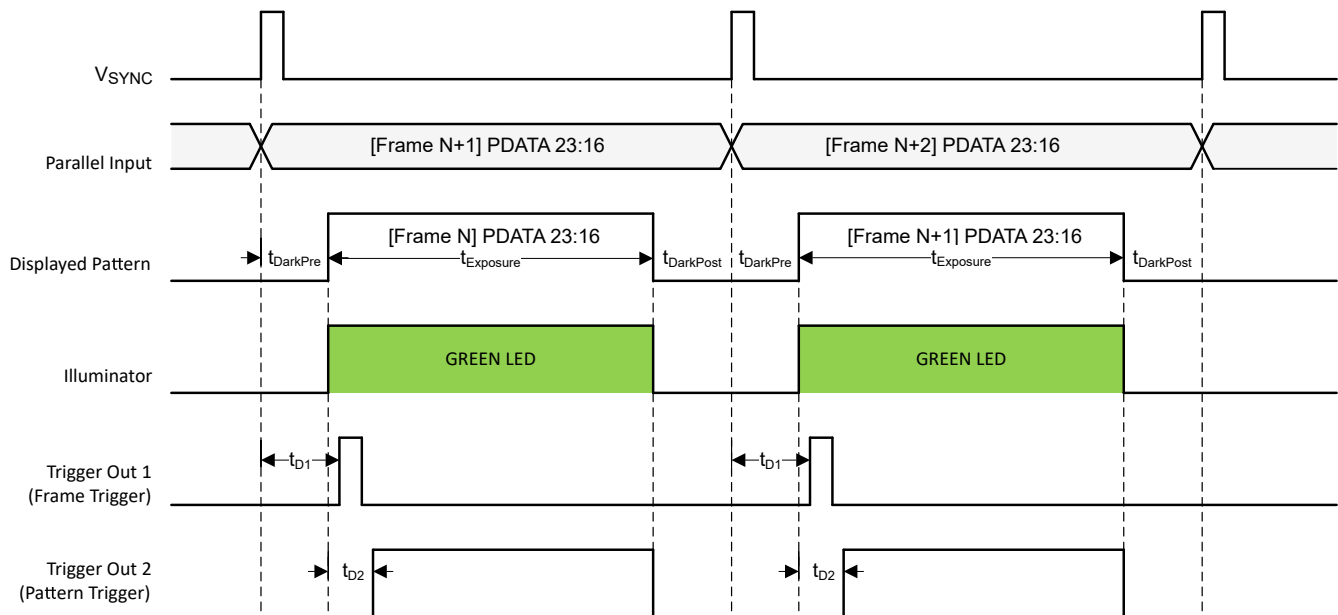 VSYNC
Parallel Input
[Frame N+1] PDATA 23:16
[Frame N+2] PDATA 23:16
Displayed Pattern
tDarkPre
[Frame N] PDATA 23:16
tExposure
tDarkPost
tDarkPre
[Frame N+1] PDATA 23:16
tExposure
tDarkPost
Illuminator
GREEN LED
GREEN LED
Trigger Out 1
(Frame Trigger)
tD1
tD1
Trigger Out 2
(Pattern Trigger)
tD2
tD2